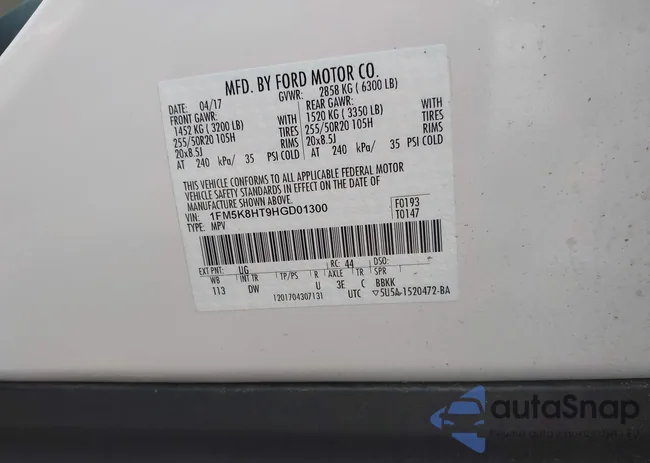 MFD. BY FORD MOTOR CO.
DATE: 04/17 GVWR: 2858 KG ( 6300 LB)
FRONT GAWR: WITH REAR GAWR: WITH
1452 KG ( 3200 LB) TIRES 1520 KG ( 3350 LB) TIRES
255/50R20 105H RIMS 255/50R20 105H RIMS
20x8.5J 20x8.5J
AT 240 kPa/ 35 PSI COLD AT 240 kPa/ 35 PSI COLD
THIS VEHICLE CONFORMS TO ALL APPLICABLE FEDERAL MOTOR
VEHICLE SAFETY STANDARDS IN EFFECT ON THE DATE OF
MANUFACTURE SHOWN ABOVE.
VIN: 1FM5K8HT9HGD01300 F0193
TYPE: MPV T0147
EXT PNT: UG RC: 44 DSO:
WB INT TR TP/PS R AXLE TR SPR
113 DW U 3E C BBKK
1201704307131 UTC 5U5A-1520472-BA
autaSnap